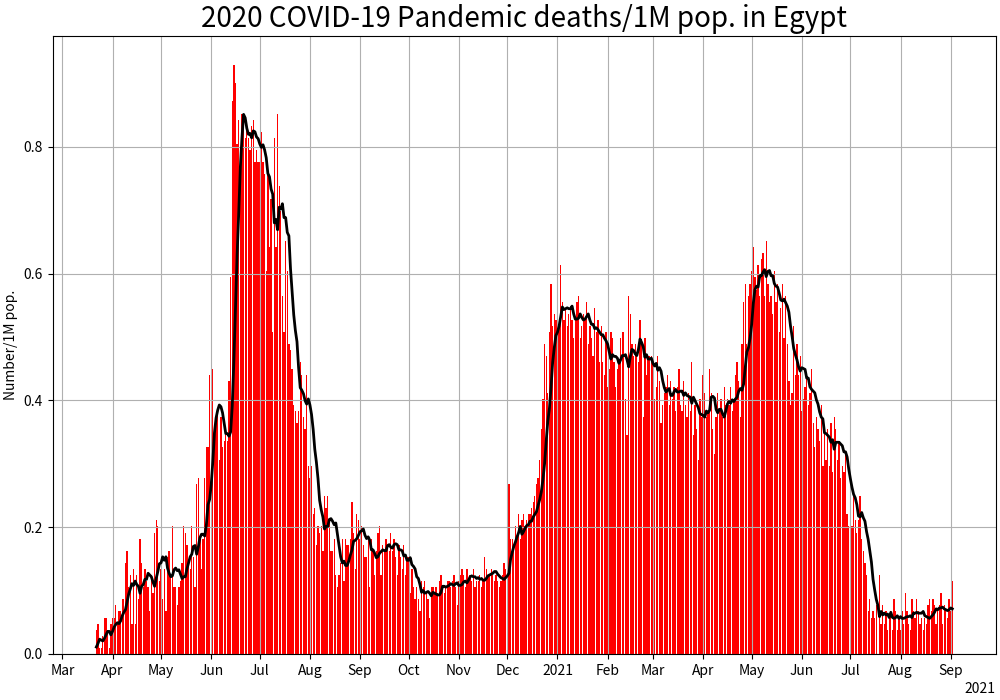 2020 COVID-19 Pandemic deaths/1M pop. in Egypt
Number/1M pop.
0.8
0.6
0.4
0.2
0.0
Mar Apr May Jun Jul Aug Sep Oct Nov Dec 2021 Feb Mar Apr May Jun Jul Aug Sep
2021